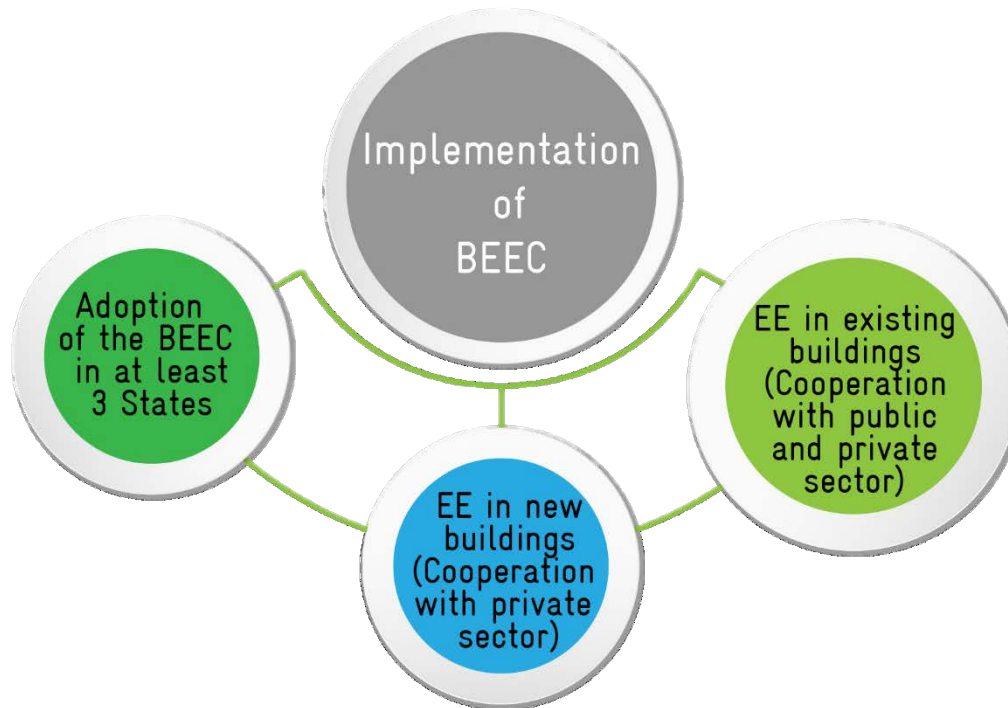 Implementation
of
BEEC
Adoption
of the BEEC
in at least
3 States
EE in new
buildings
(Cooperation
with private
sector)
EE in existing
buildings
(Cooperation
with public
and private
sector)